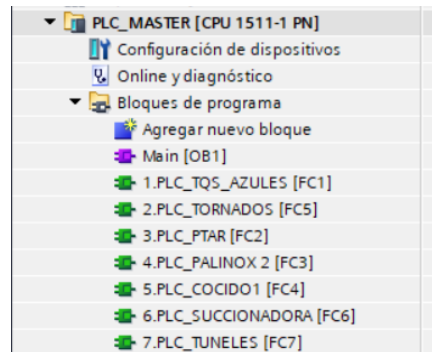 PLC_MASTER [CPU 1511-1 PN]
Configuración de dispositivos
Online y diagnóstico
Bloques de programa
Agregar nuevo bloque
Main [OB1]
1.PLC_TQS_AZULES [FC1]
2.PLC_TORNADOS [FC5]
3.PLC_PTAR [FC2]
4.PLC_PALINOX 2 [FC3]
5.PLC_COCIDO1 [FC4]
6.PLC_SUCCIONADORA [FC6]
7.PLC_TUNELES [FC7]